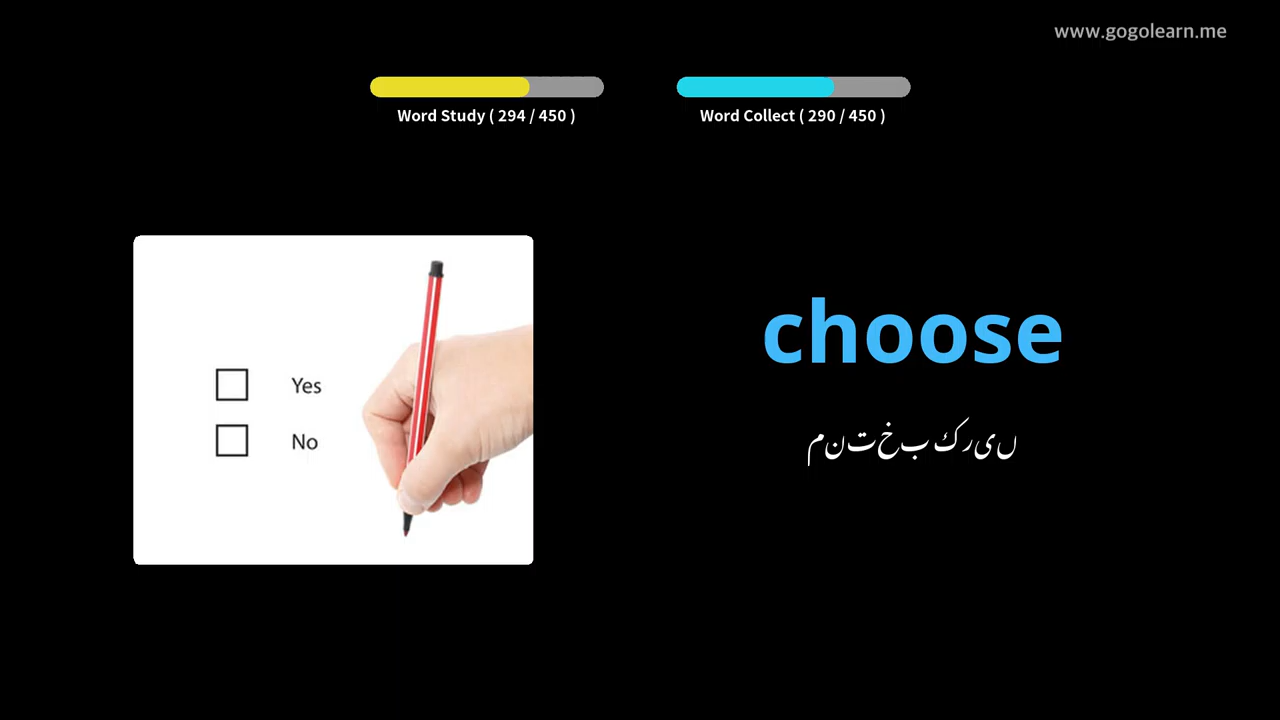 www.gogolearn.me
Word Study ( 294 / 450 )
Word Collect ( 290 / 450 )
Yes
No
choose
منتخب کریں